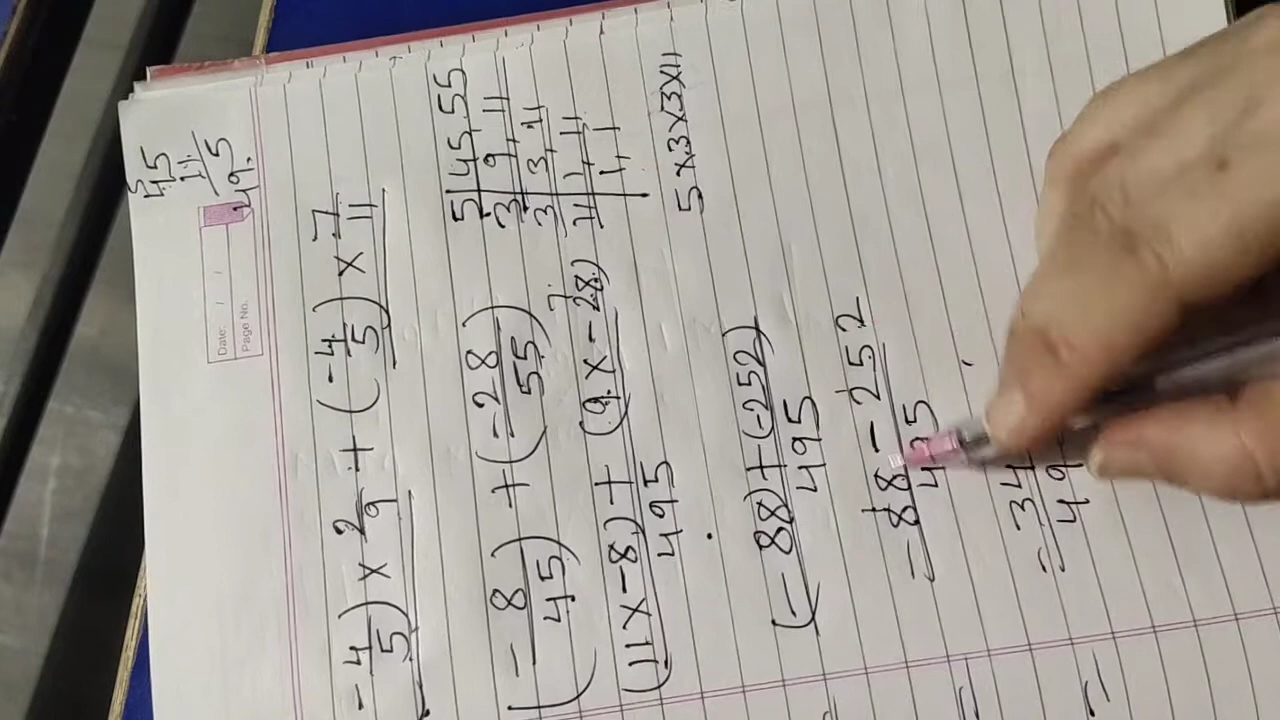 45
11
495
Date: / /
Page No.
(-4/5) × 2/9 + (-4/5) × 7/11
(-8/45) + (-28/55)
5 | 45, 55
3 | 9, 11
3 | 3, 11
11 | 1, 11
1, 1
(11 × -8) + (9 × -28) / 495
5 × 3 × 3 × 11
(-88) + (-252) / 495
= -88 - 252 / 495
= 34 / 49